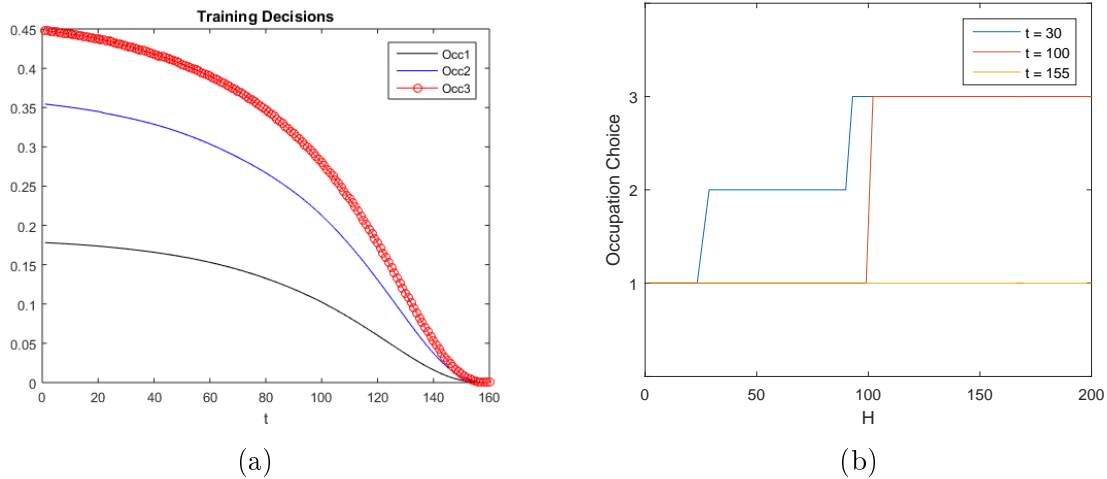 Training Decisions
0.45
0.4
0.35
0.3
0.25
0.2
0.15
0.1
0.05
0
0 20 40 60 80 100 120 140 160
t
Occ1
Occ2
Occ3
(a)
Occupation Choice
3
2
1
0 50 100 150 200
H
t = 30
t = 100
t = 155
(b)